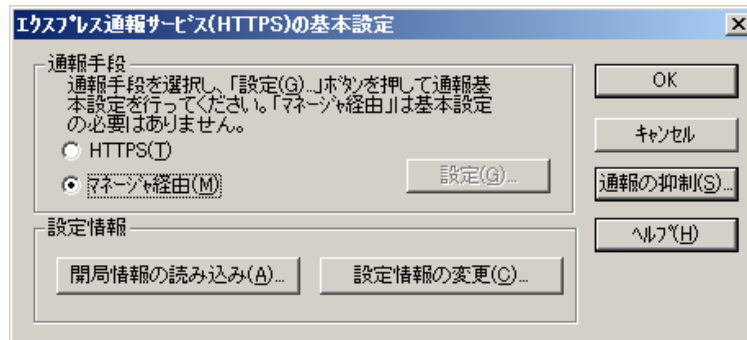 ｴｸｽﾌﾟﾚｽ通報ｻｰﾋﾞｽ(HTTPS)の基本設定
通報手段
通報手段を選択し、「設定(G)...」ﾎﾞﾀﾝを押して通報基
本設定を行ってください。「ﾏﾈｰｼﾞｬ経由」は基本設定
の必要はありません。
HTTPS(T)
ﾏﾈｰｼﾞｬ経由(M)
設定(G)...
設定情報
開局情報の読み込み(A)...
設定情報の変更(C)...
OK
ｷｬﾝｾﾙ
通報の抑制(S)...
ﾍﾙﾌﾟ(H)